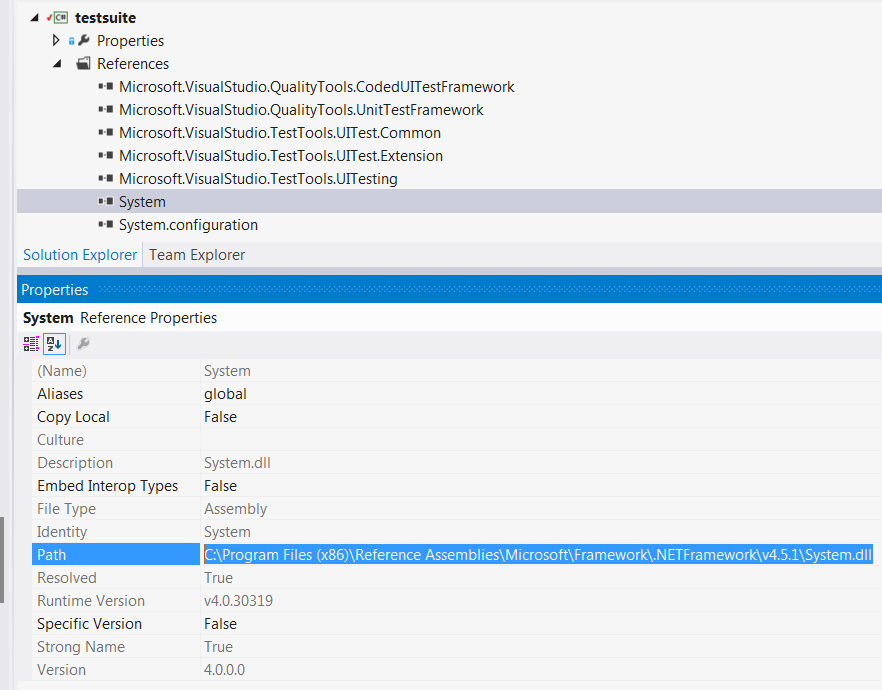 testsuite
Properties
References
Microsoft.VisualStudio.QualityTools.CodedUITestFramework
Microsoft.VisualStudio.QualityTools.UnitTestFramework
Microsoft.VisualStudio.TestTools.UITest.Common
Microsoft.VisualStudio.TestTools.UITest.Extension
Microsoft.VisualStudio.TestTools.UITesting
System
System.configuration
Solution Explorer Team Explorer
Properties
System Reference Properties
(Name) System
Aliases global
Copy Local False
Culture
Description System.dll
Embed Interop Types False
File Type Assembly
Identity System
Path C:\Program Files (x86)\Reference Assemblies\Microsoft\Framework\.NETFramework\v4.5.1\System.dll
Resolved True
Runtime Version v4.0.30319
Specific Version False
Strong Name True
Version 4.0.0.0